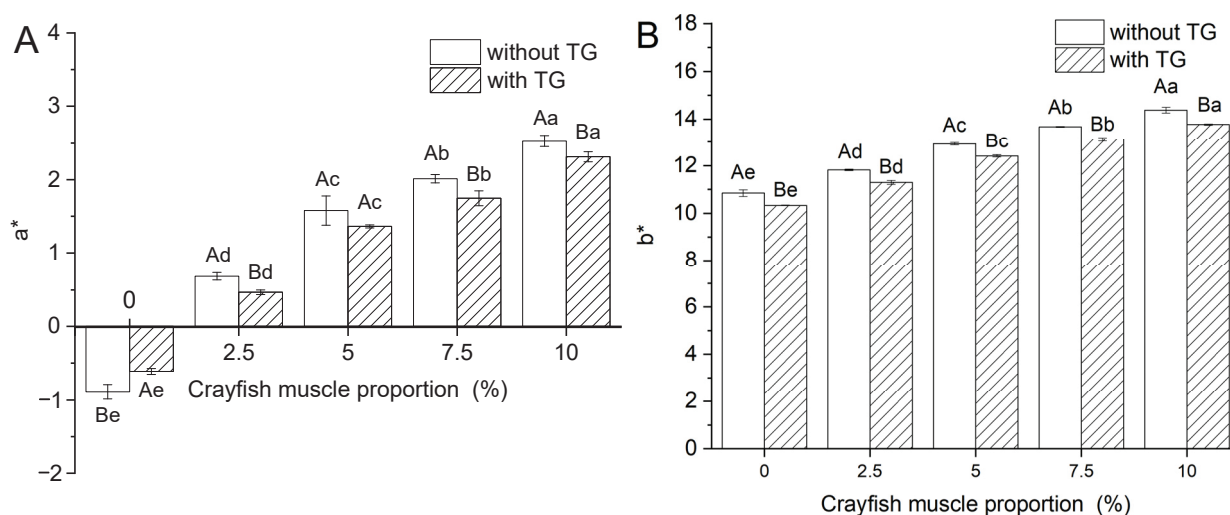 A
4
3
2
1
0
−1
−2
a*
without TG
with TG
Be
Ae
Ad
Bd
Ac
Ac
Ab
Bb
Aa
Ba
0
2.5
5
7.5
10
Crayfish muscle proportion (%)
B
18
16
14
12
10
8
6
4
2
0
b*
without TG
with TG
Ae
Be
Ad
Bd
Ac
Bc
Ab
Bb
Aa
Ba
0
2.5
5
7.5
10
Crayfish muscle proportion (%)